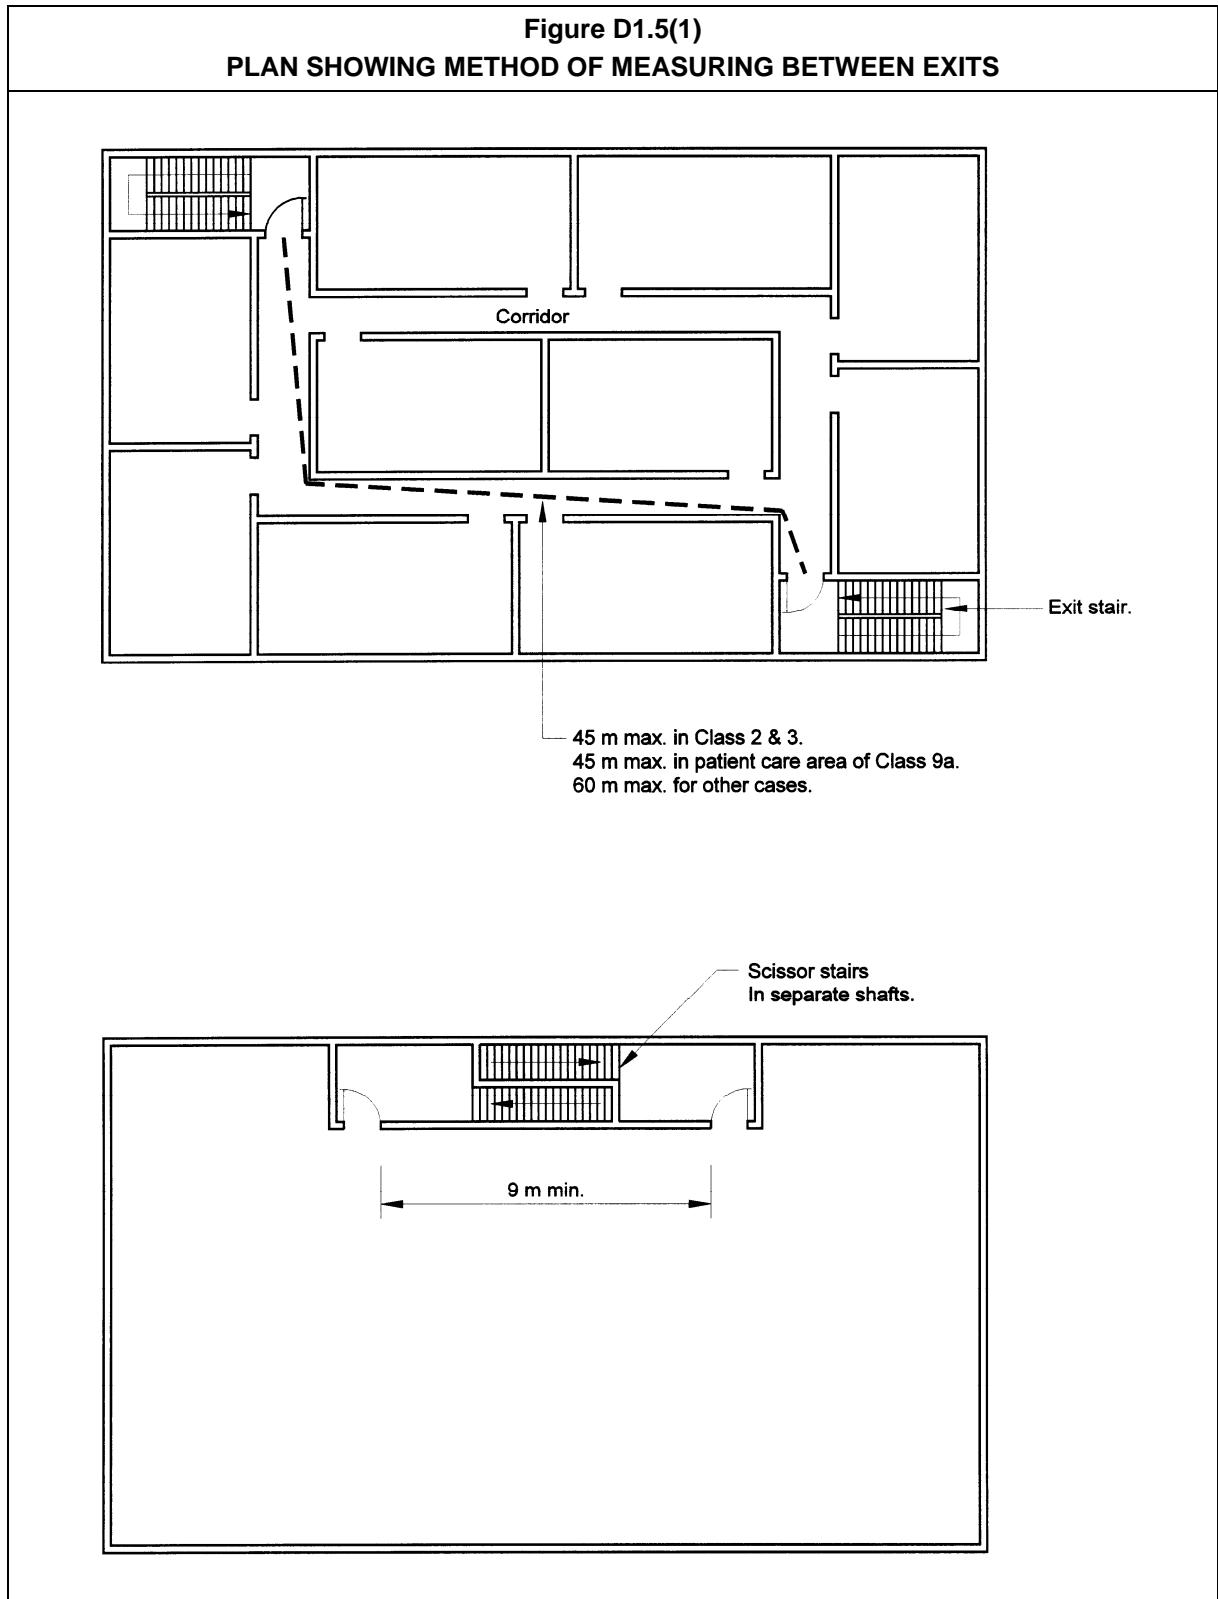 Figure D1.5(1)
PLAN SHOWING METHOD OF MEASURING BETWEEN EXITS
Corridor
Exit stair.
45 m max. in Class 2 & 3.
45 m max. in patient care area of Class 9a.
60 m max. for other cases.
Scissor stairs
In separate shafts.
9 m min.